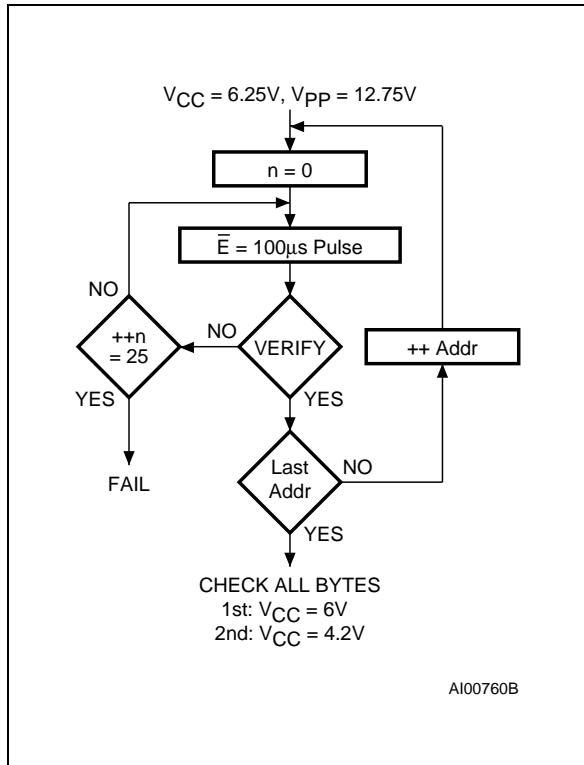 VCC = 6.25V, VPP = 12.75V
n = 0
E̅ = 100μs Pulse
NO
++n
= 25
NO
VERIFY
++ Addr
YES
YES
FAIL
Last
Addr
NO
YES
CHECK ALL BYTES
1st: VCC = 6V
2nd: VCC = 4.2V
AI00760B